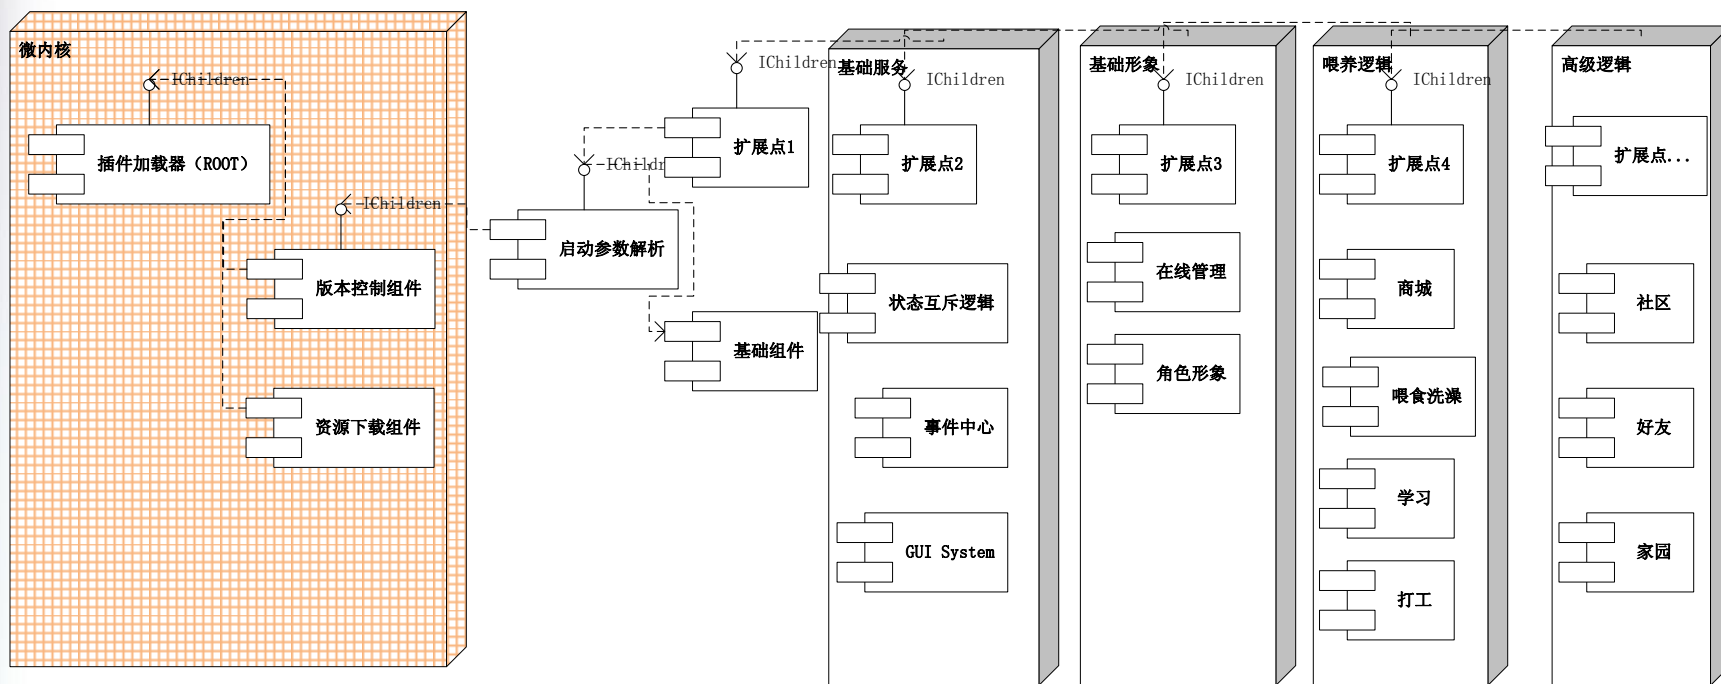 微内核
IChildren
插件加载器（ROOT）
IChildren
版本控制组件
资源下载组件
IChildren
启动参数解析
IChildren
扩展点1
基础组件
基础服务
IChildren
扩展点2
状态互斥逻辑
事件中心
GUI System
基础形象
IChildren
扩展点3
在线管理
角色形象
喂养逻辑
IChildren
扩展点4
商城
喂食洗澡
学习
打工
高级逻辑
扩展点...
社区
好友
家园